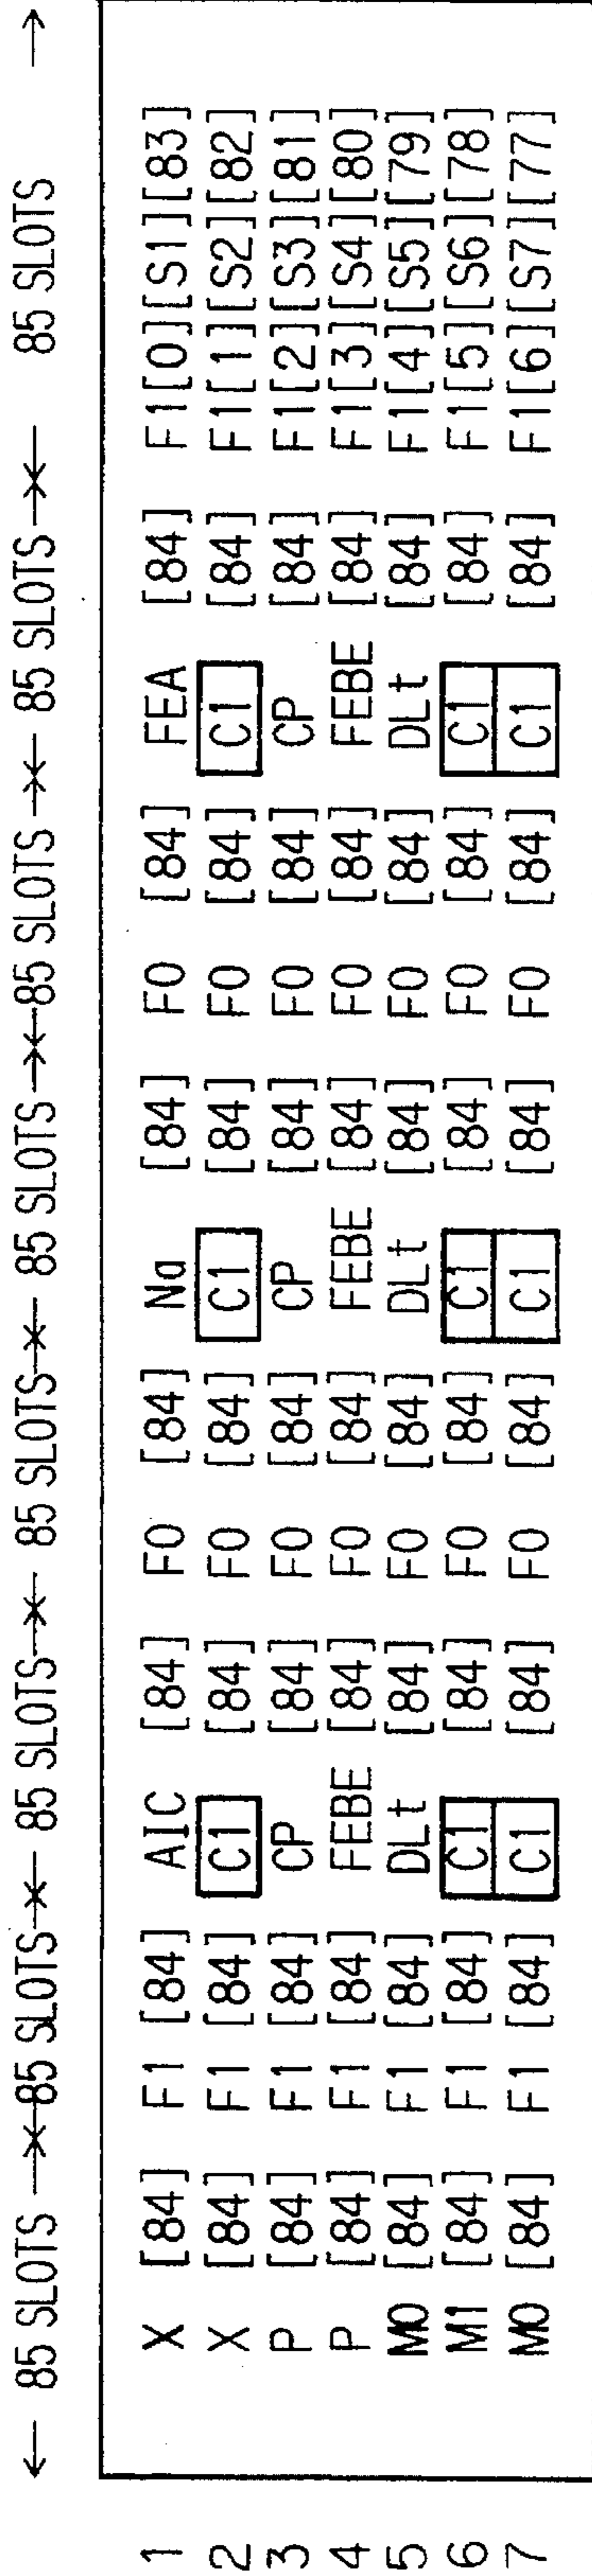 ← 85 SLOTS →← 85 SLOTS →← 85 SLOTS →← 85 SLOTS →← 85 SLOTS →← 85 SLOTS →← 85 SLOTS →← 85 SLOTS →
1 X [84] F1 [84] AIC [84] F0 [84] Na [84] F0 [84] FEA [84] F1[0][S1][83]
2 X [84] F1 [84] C1 [84] F0 [84] C1 [84] F0 [84] C1 [84] F1[1][S2][82]
3 P [84] F1 [84] CP [84] F0 [84] CP [84] F0 [84] CP [84] F1[2][S3][81]
4 P [84] F1 [84] FEBE [84] F0 [84] FEBE [84] F0 [84] FEBE [84] F1[3][S4][80]
5 M0 [84] F1 [84] DLt [84] F0 [84] DLt [84] F0 [84] DLt [84] F1[4][S5][79]
6 M1 [84] F1 [84] C1 [84] F0 [84] C1 [84] F0 [84] C1 [84] F1[5][S6][78]
7 M0 [84] F1 [84] C1 [84] F0 [84] C1 [84] F0 [84] C1 [84] F1[6][S7][77]